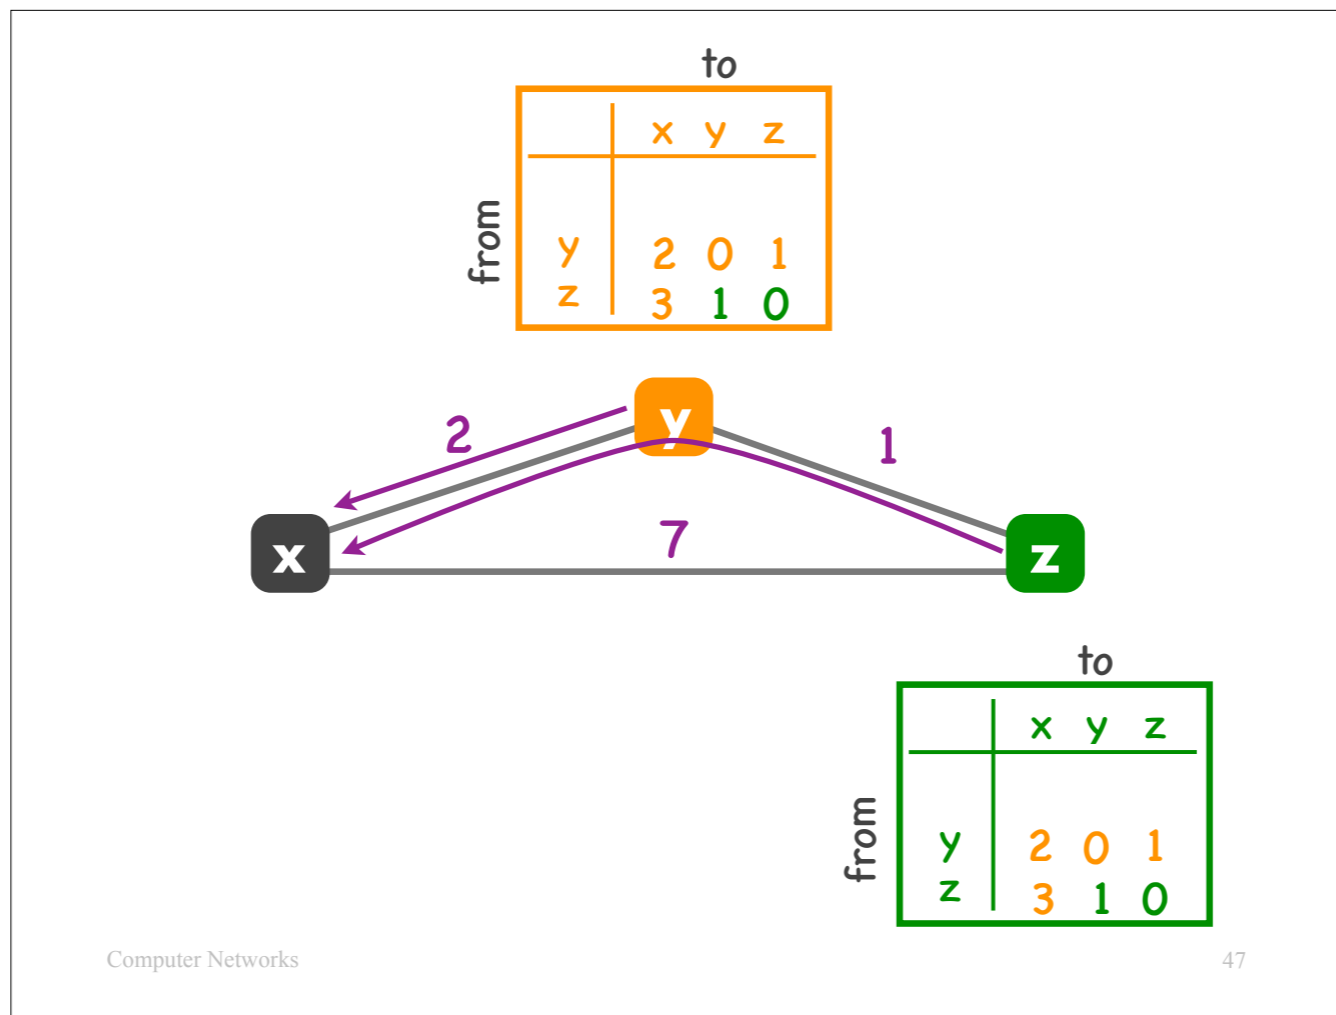 to
x y z
from
y 2 0 1
z 3 1 0
y
2
1
7
x
z
to
x y z
from
y 2 0 1
z 3 1 0
Computer Networks
47